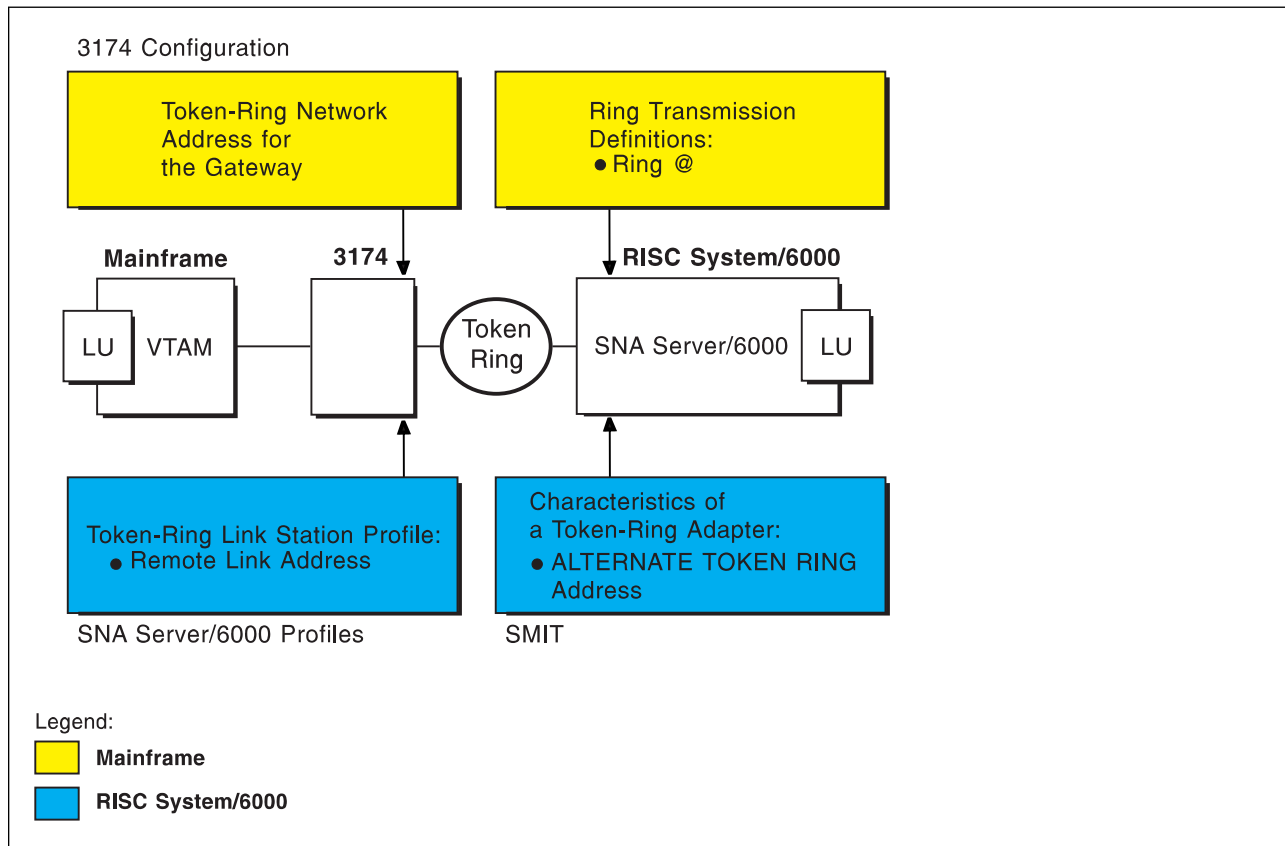 3174 Configuration
Token-Ring Network
Address for
the Gateway
Ring Transmission
Definitions:
● Ring @
Mainframe
3174
RISC System/6000
LU
VTAM
Token
Ring
SNA Server/6000
LU
Token-Ring Link Station Profile:
● Remote Link Address
Characteristics of
a Token-Ring Adapter:
● ALTERNATE TOKEN RING
Address
SNA Server/6000 Profiles
SMIT
Legend:
Mainframe
RISC System/6000